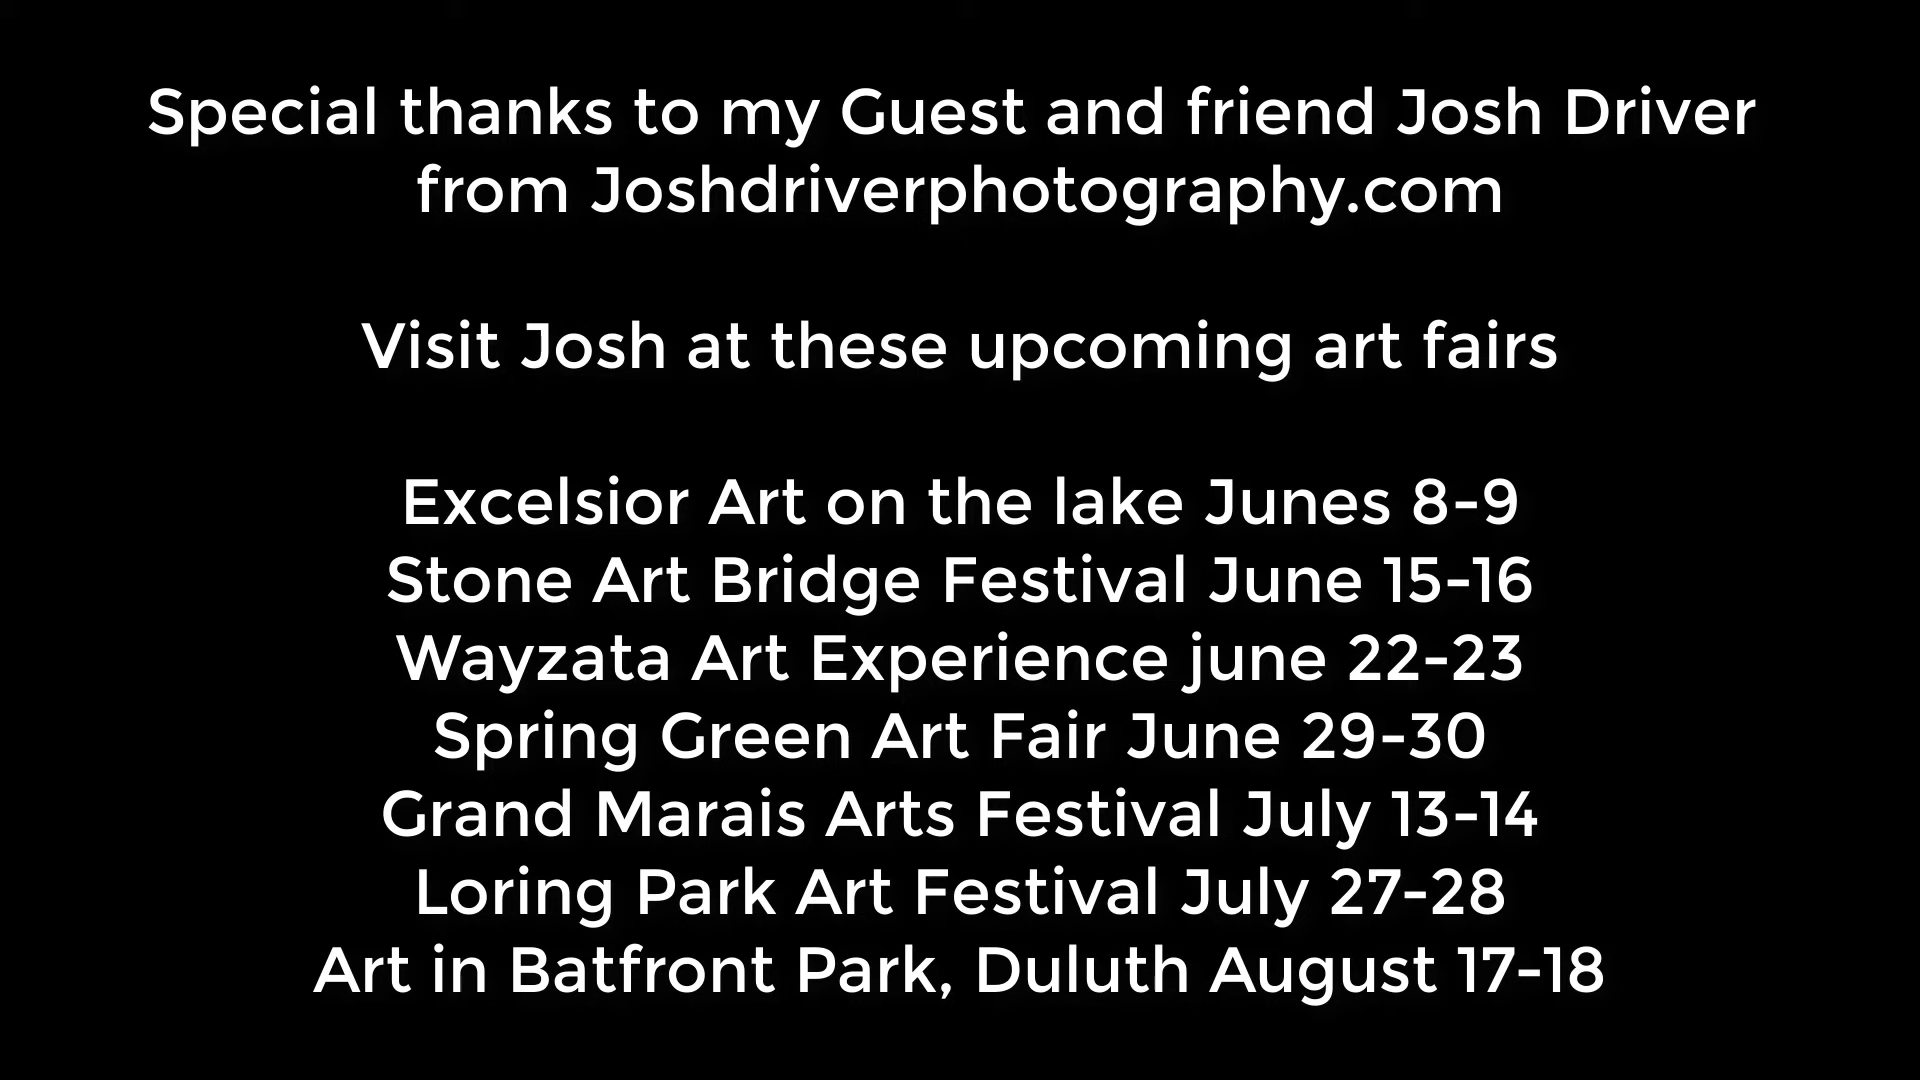 Special thanks to my Guest and friend Josh Driver
from Joshdriverphotography.com
Visit Josh at these upcoming art fairs
Excelsior Art on the lake Junes 8-9
Stone Art Bridge Festival June 15-16
Wayzata Art Experience june 22-23
Spring Green Art Fair June 29-30
Grand Marais Arts Festival July 13-14
Loring Park Art Festival July 27-28
Art in Batfront Park, Duluth August 17-18